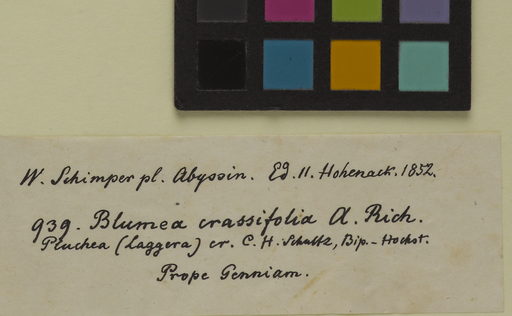 W. Schimper pl. Abyssin. Ed. II. Hohenack. 1852.
939. Blumea crassifolia A. Rich.
Pluchea (Laggera) cr. C. H. Schultz, Bip. - Hochst.
Prope Genniam.